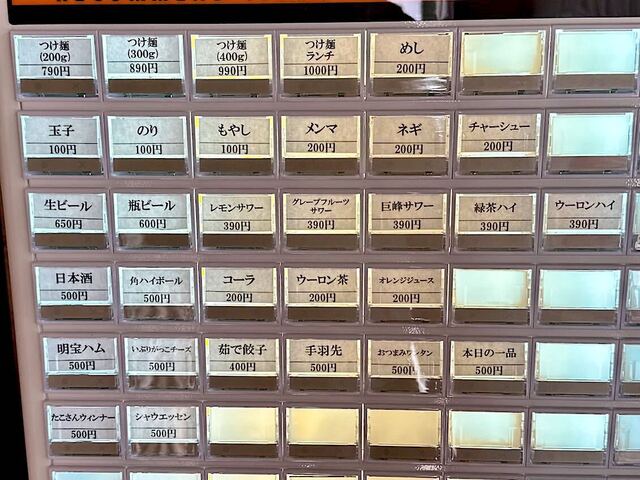 つけ麺
(200g)
790円
つけ麺
(300g)
890円
つけ麺
(400g)
990円
つけ麺
ランチ
1000円
めし
200円
玉子
100円
のり
100円
もやし
100円
メンマ
200円
ネギ
200円
チャーシュー
200円
生ビール
650円
瓶ビール
600円
レモンサワー
390円
グレープフルーツ
サワー
390円
巨峰サワー
390円
緑茶ハイ
390円
ウーロンハイ
390円
日本酒
500円
角ハイボール
500円
コーラ
200円
ウーロン茶
200円
オレンジジュース
200円
明宝ハム
500円
いぶりがっこチーズ
500円
茹で餃子
400円
手羽先
500円
おつまみワンタン
500円
本日の一品
500円
たこさんウィンナー
500円
シャウエッセン
500円